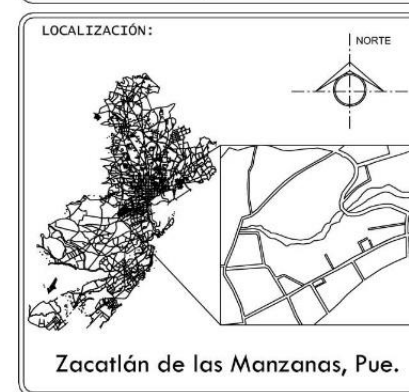 LOCALIZACIÓN:
NORTE
Zacatlán de las Manzanas, Pue.